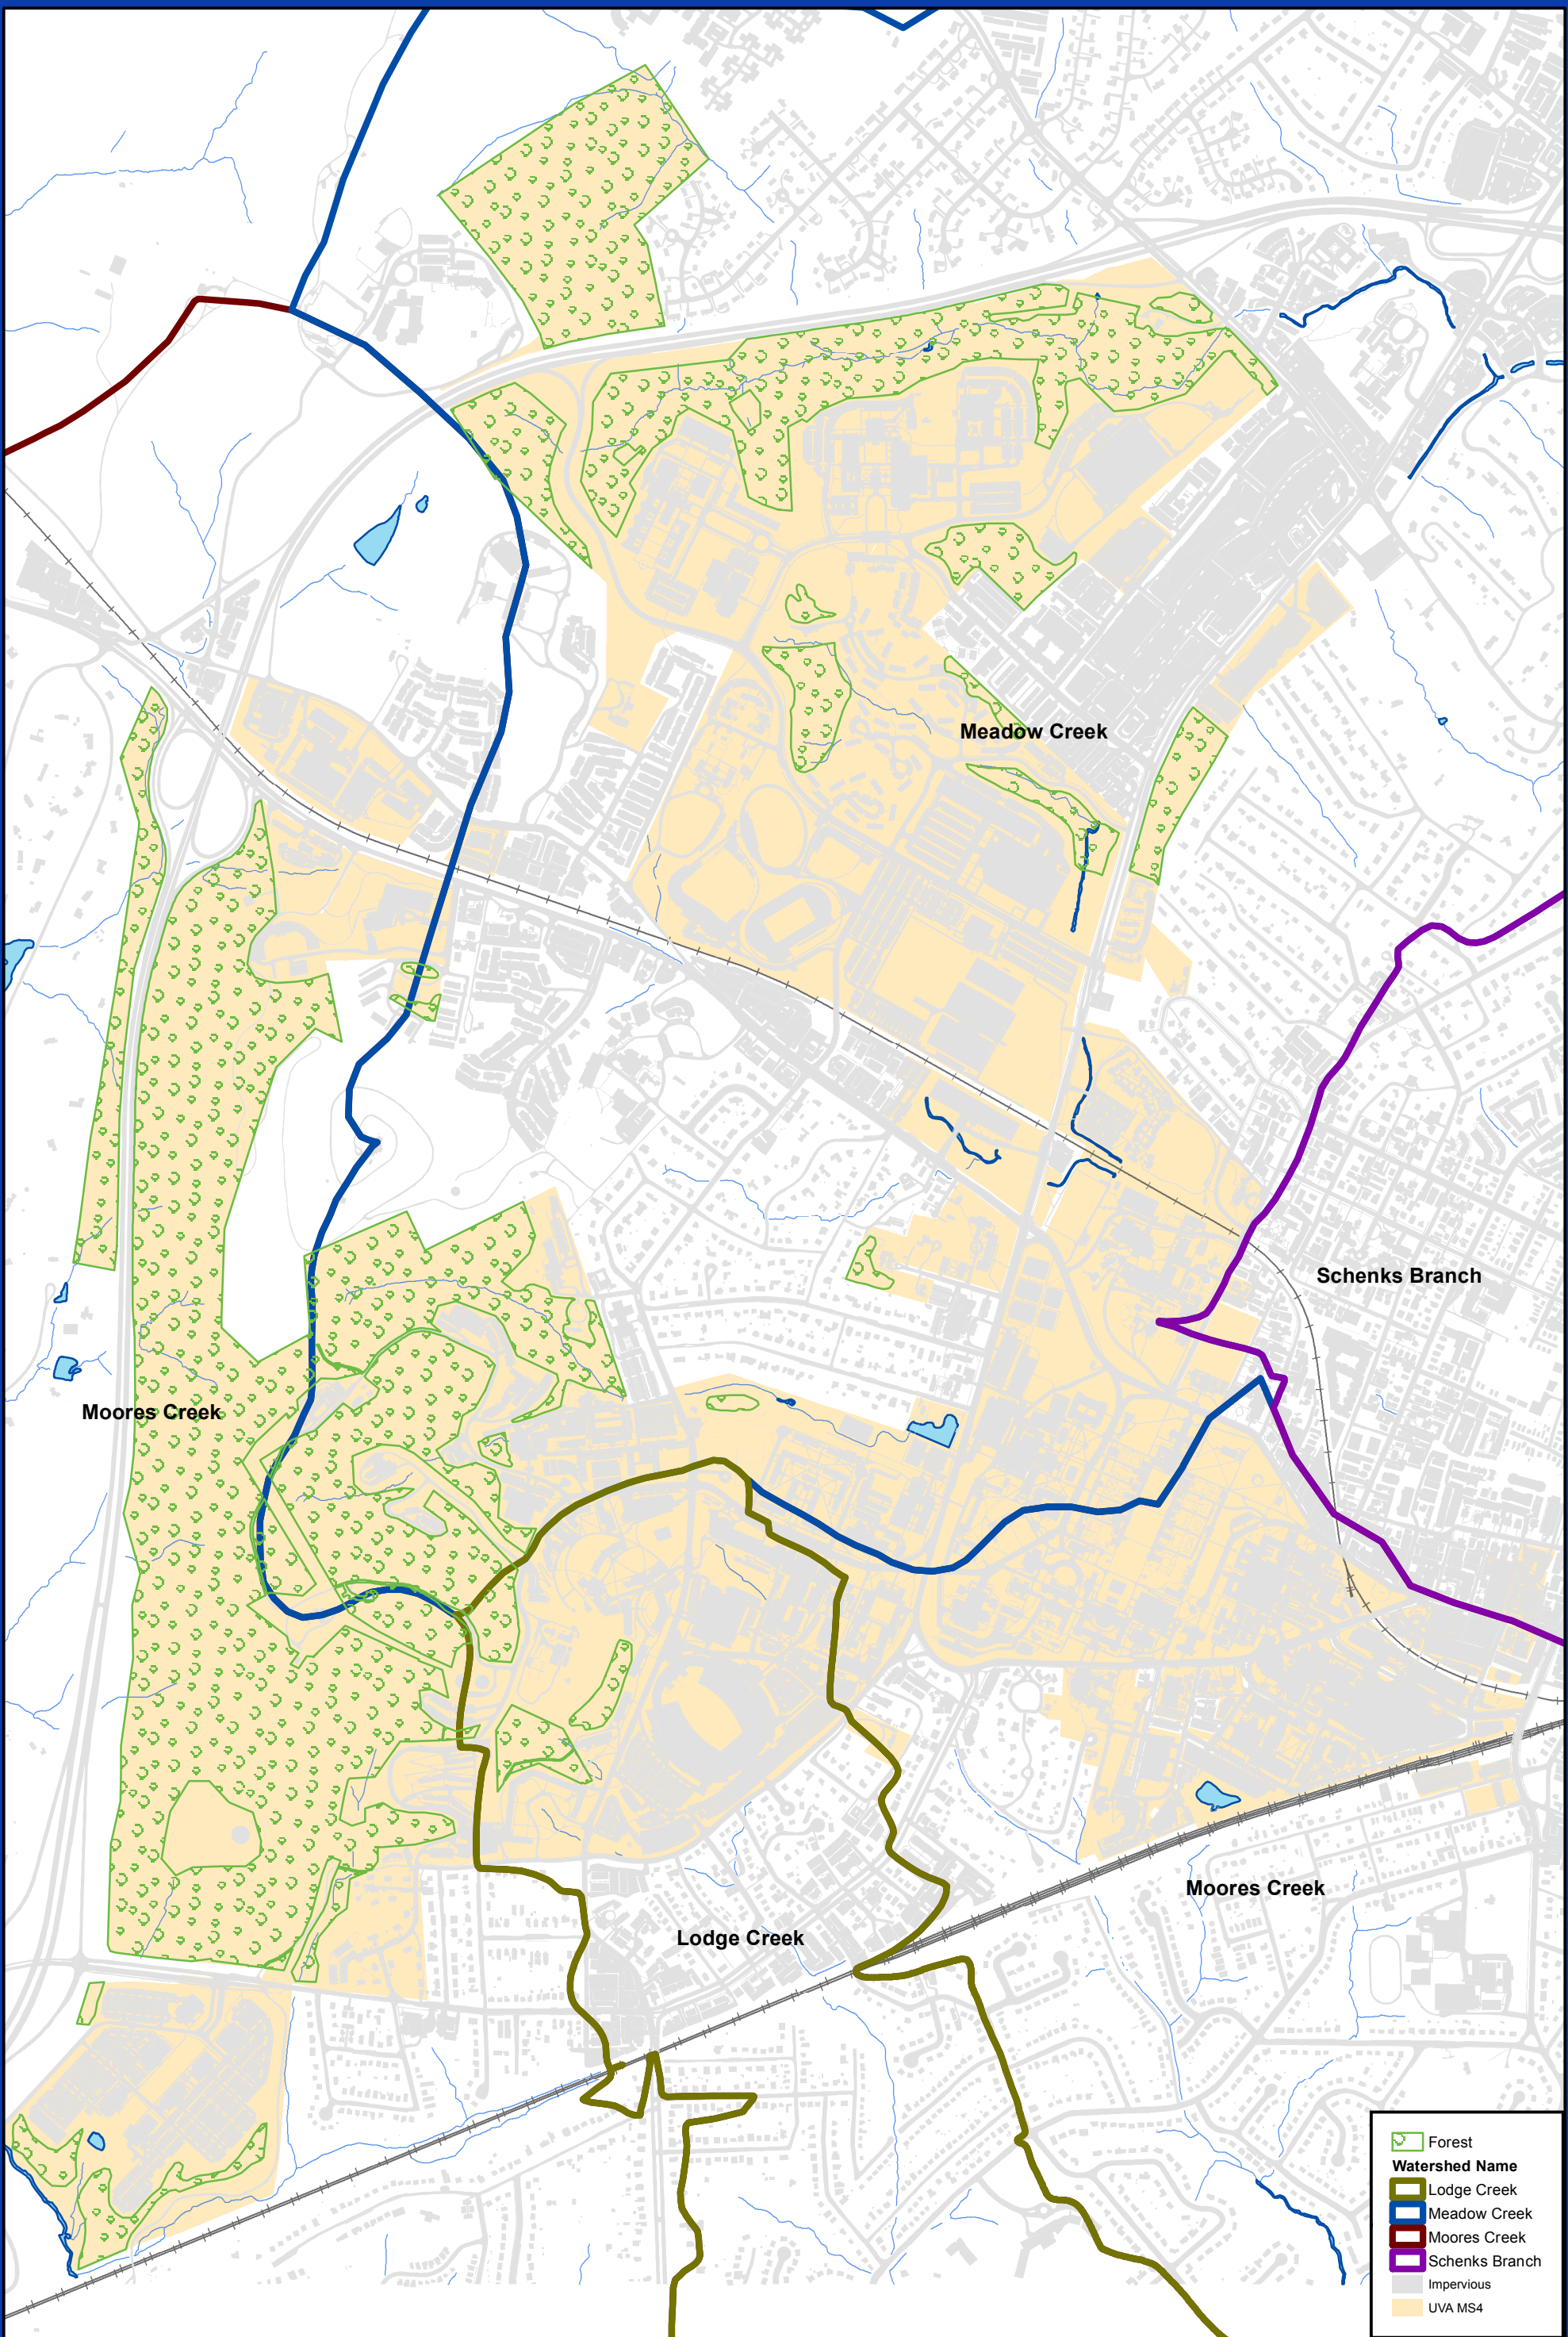 Meadow Creek
Schenks Branch
Moores Creek
Moores Creek
Lodge Creek
Forest
Watershed Name
Lodge Creek
Meadow Creek
Moores Creek
Schenks Branch
Impervious
UVA MS4